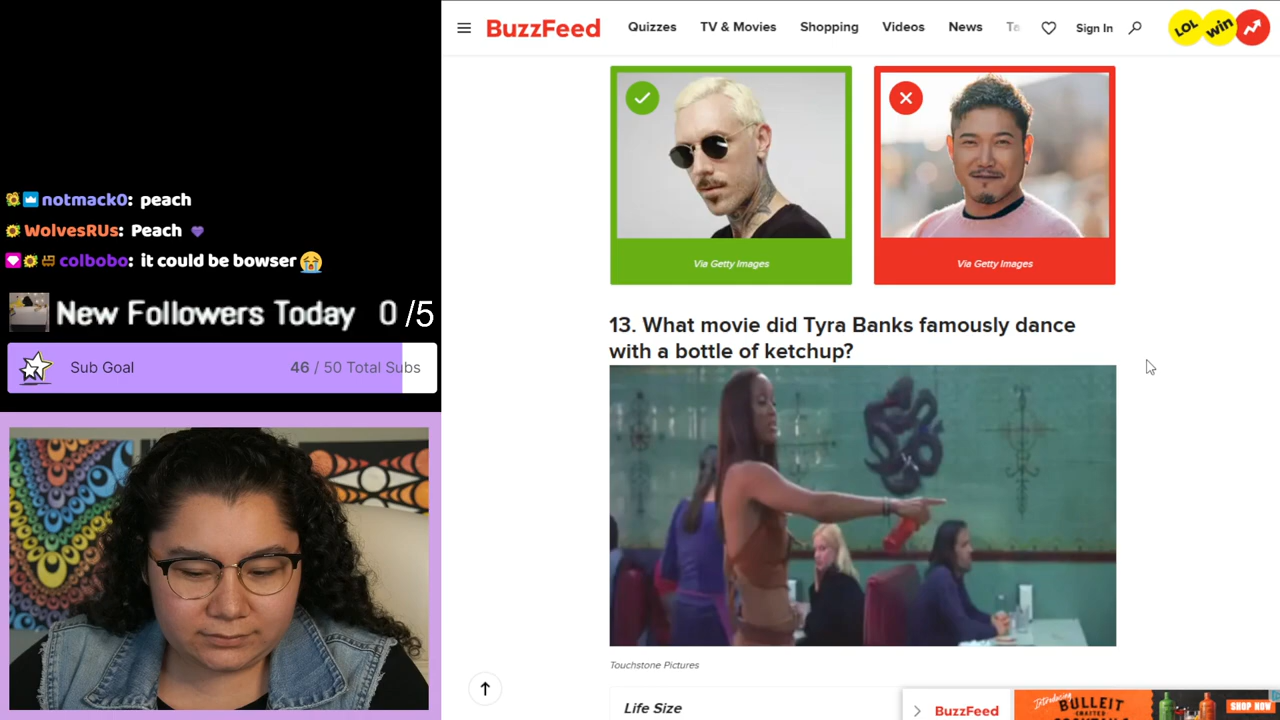 BuzzFeed
Quizzes
TV & Movies
Shopping
Videos
News
Sign In
LOL
win
notmack0: peach
WolvesRUs: Peach
colbobo: it could be bowser
New Followers Today 0/5
Sub Goal
46 / 50 Total Subs
Via Getty Images
Via Getty Images
13. What movie did Tyra Banks famously dance
with a bottle of ketchup?
Touchstone Pictures
Life Size
BuzzFeed
Introducing
BULLEIT
CRAFTED
SHOP NOW